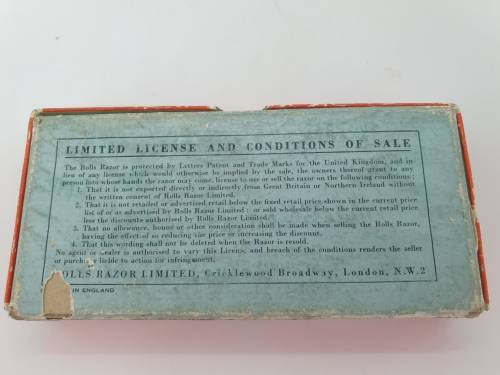 LIMITED LICENSE AND CONDITIONS OF SALE
The Rolls Razor is protected by Letters Patent and Trade Marks for the United Kingdom, and in
lieu of any license which would otherwise be implied by the sale, the owners thereof grant to any
person into whose hands the razor may come, license to use or sell the razor on the following conditions:
1. That it is not exported directly or indirectly from Great Britain or Northern Ireland without
the written consent of Rolls Razor Limited.
2. That it is not retailed or advertised retail below the fixed retail price shown in the current price
list of or as advertised by Rolls Razor Limited: or sold wholesale below the current retail price
less the discounts authorised by Rolls Razor Limited.
3. That no allowance, bonus or other consideration shall be made when selling the Rolls Razor,
having the effect of so reducing the price or increasing the discount.
4. That this wording shall not be deleted when the Razor is resold.
No agent or dealer is authorised to vary this License, and breach of the conditions renders the seller
or purchaser liable to action for infringement.
ROLLS RAZOR LIMITED, Cricklewood Broadway, London, N.W.2
IN ENGLAND